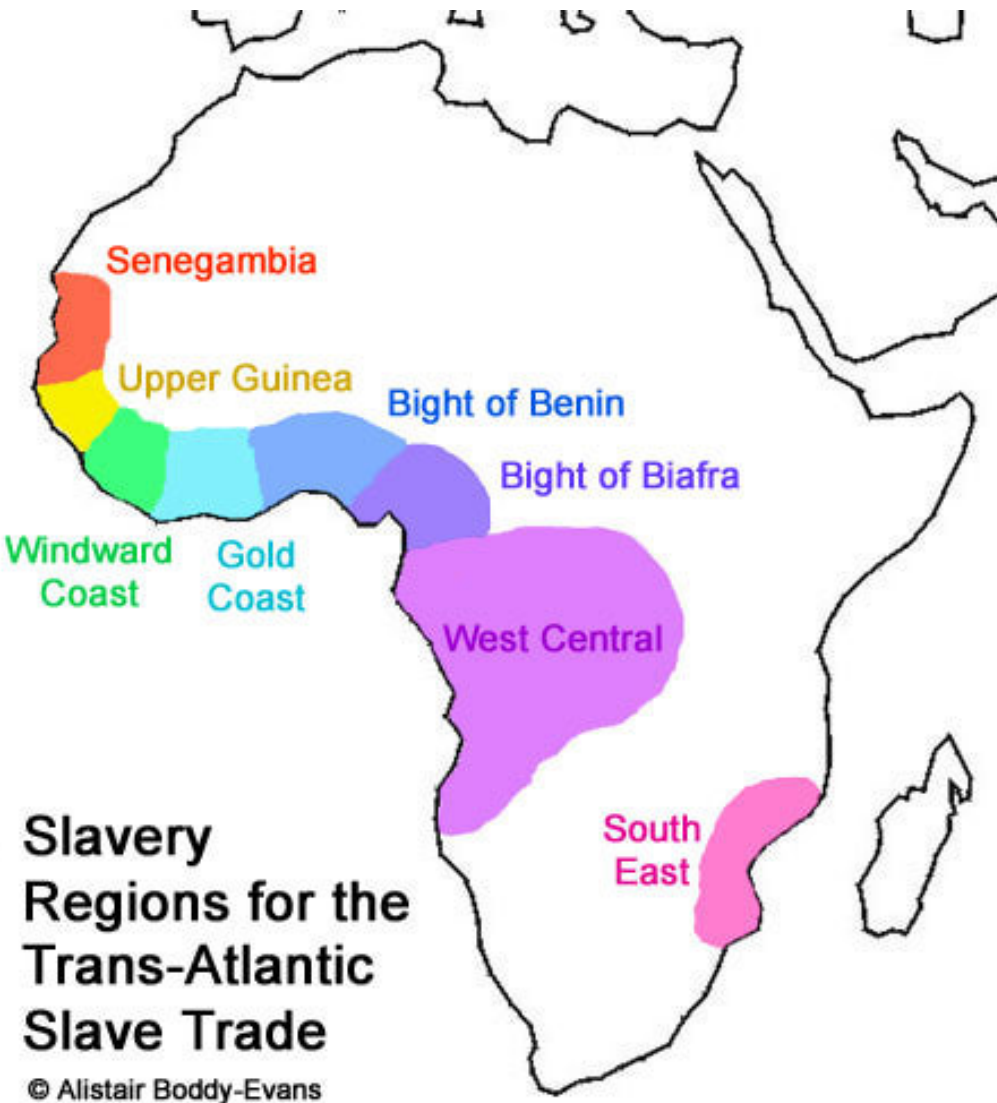 Senegambia
Upper Guinea
Bight of Benin
Bight of Biafra
Windward
Coast
Gold
Coast
West Central
South
East
Slavery
Regions for the
Trans-Atlantic
Slave Trade
© Alistair Boddy-Evans